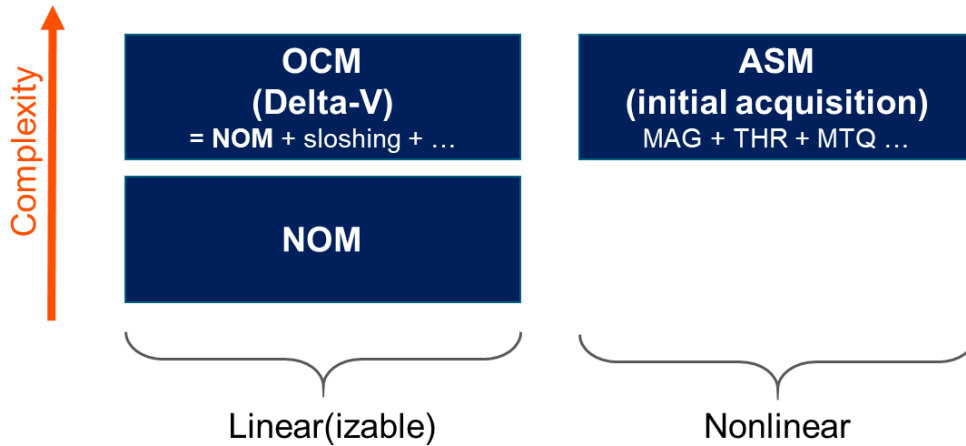 Complexity
OCM
(Delta-V)
= NOM + sloshing + …
ASM
(initial acquisition)
MAG + THR + MTQ …
NOM
Linear(izable)
Nonlinear